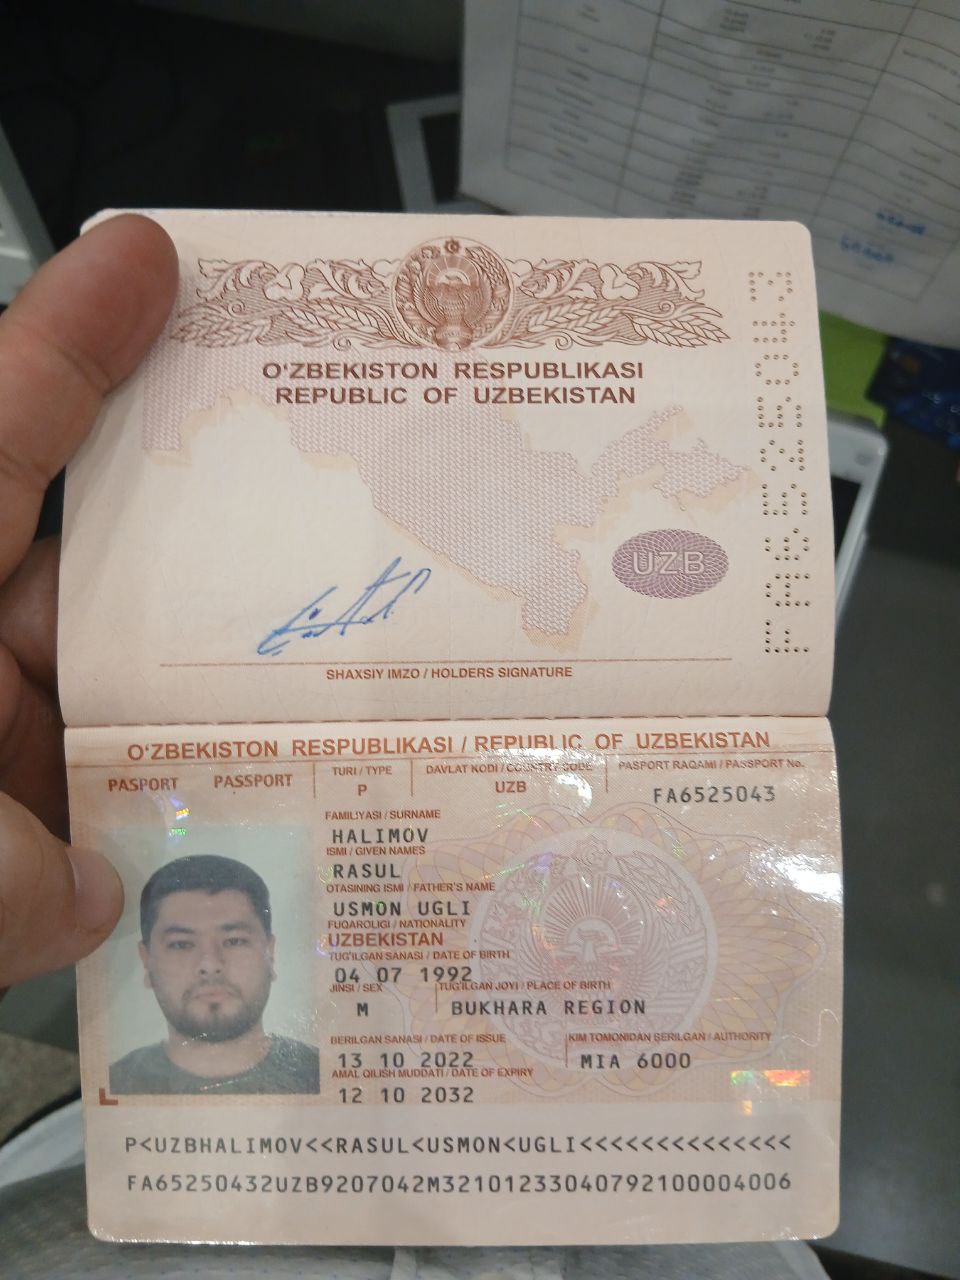 O‘ZBEKISTON RESPUBLIKASI
REPUBLIC OF UZBEKISTAN
UZB
SHAXSIY IMZO / HOLDERS SIGNATURE
FA6525043
O‘ZBEKISTON RESPUBLIKASI / REPUBLIC OF UZBEKISTAN
PASPORT PASSPORT TURI / TYPE DAVLAT KODI / COUNTRY CODE PASPORT RAQAMI / PASSPORT No.
P UZB FA6525043
FAMILIYASI / SURNAME
HALIMOV
ISMI / GIVEN NAMES
RASUL
OTASINING ISMI / FATHER'S NAME
USMON UGLI
FUQAROLIGI / NATIONALITY
UZBEKISTAN
TUG'ILGAN SANASI / DATE OF BIRTH
04 07 1992
JINSI / SEX TUG'ILGAN JOYI / PLACE OF BIRTH
M BUKHARA REGION
BERILGAN SANASI / DATE OF ISSUE KIM TOMONIDAN BERILGAN / AUTHORITY
13 10 2022 MIA 6000
AMAL QILISH MUDDATI / DATE OF EXPIRY
12 10 2032
P<UZBHALIMOV<<RASUL<USMON<UGLI<<<<<<<<<<<<<<
FA65250432UZB9207042M32101233040792100004006